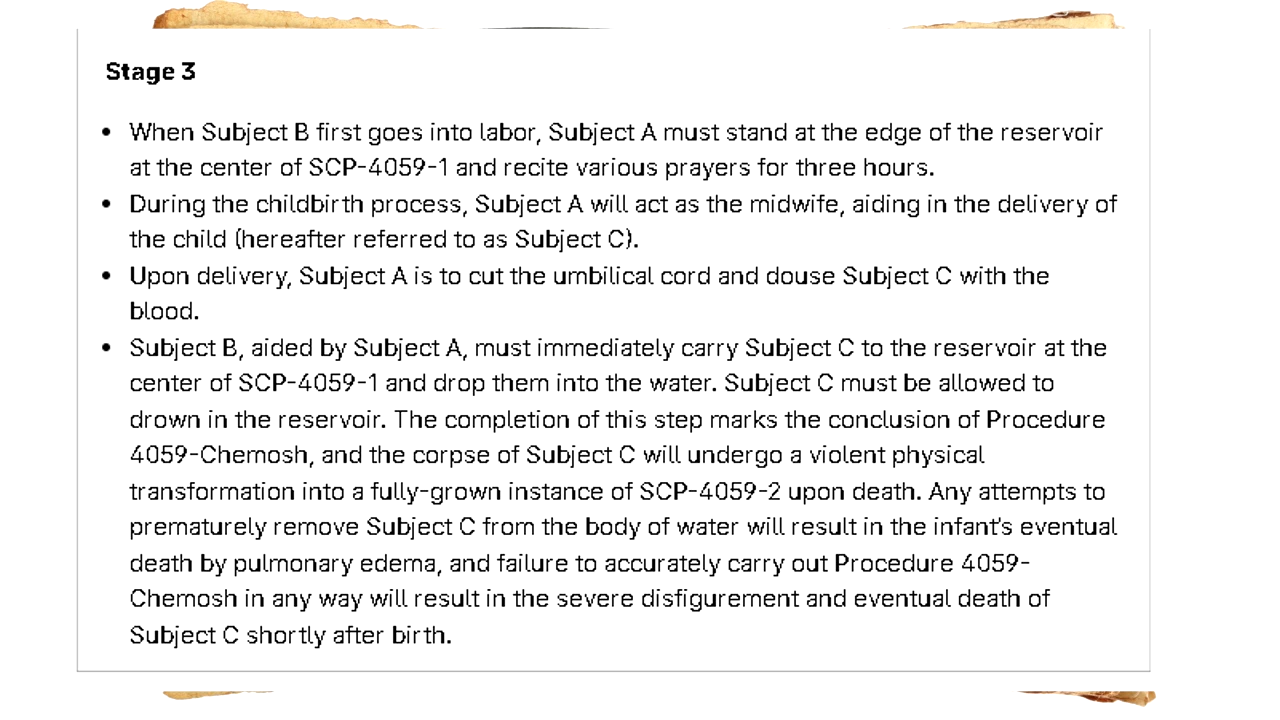 Stage 3
• When Subject B first goes into labor, Subject A must stand at the edge of the reservoir
at the center of SCP-4059-1 and recite various prayers for three hours.
• During the childbirth process, Subject A will act as the midwife, aiding in the delivery of
the child (hereafter referred to as Subject C).
• Upon delivery, Subject A is to cut the umbilical cord and douse Subject C with the
blood.
• Subject B, aided by Subject A, must immediately carry Subject C to the reservoir at the
center of SCP-4059-1 and drop them into the water. Subject C must be allowed to
drown in the reservoir. The completion of this step marks the conclusion of Procedure
4059-Chemosh, and the corpse of Subject C will undergo a violent physical
transformation into a fully-grown instance of SCP-4059-2 upon death. Any attempts to
prematurely remove Subject C from the body of water will result in the infant's eventual
death by pulmonary edema, and failure to accurately carry out Procedure 4059-
Chemosh in any way will result in the severe disfigurement and eventual death of
Subject C shortly after birth.